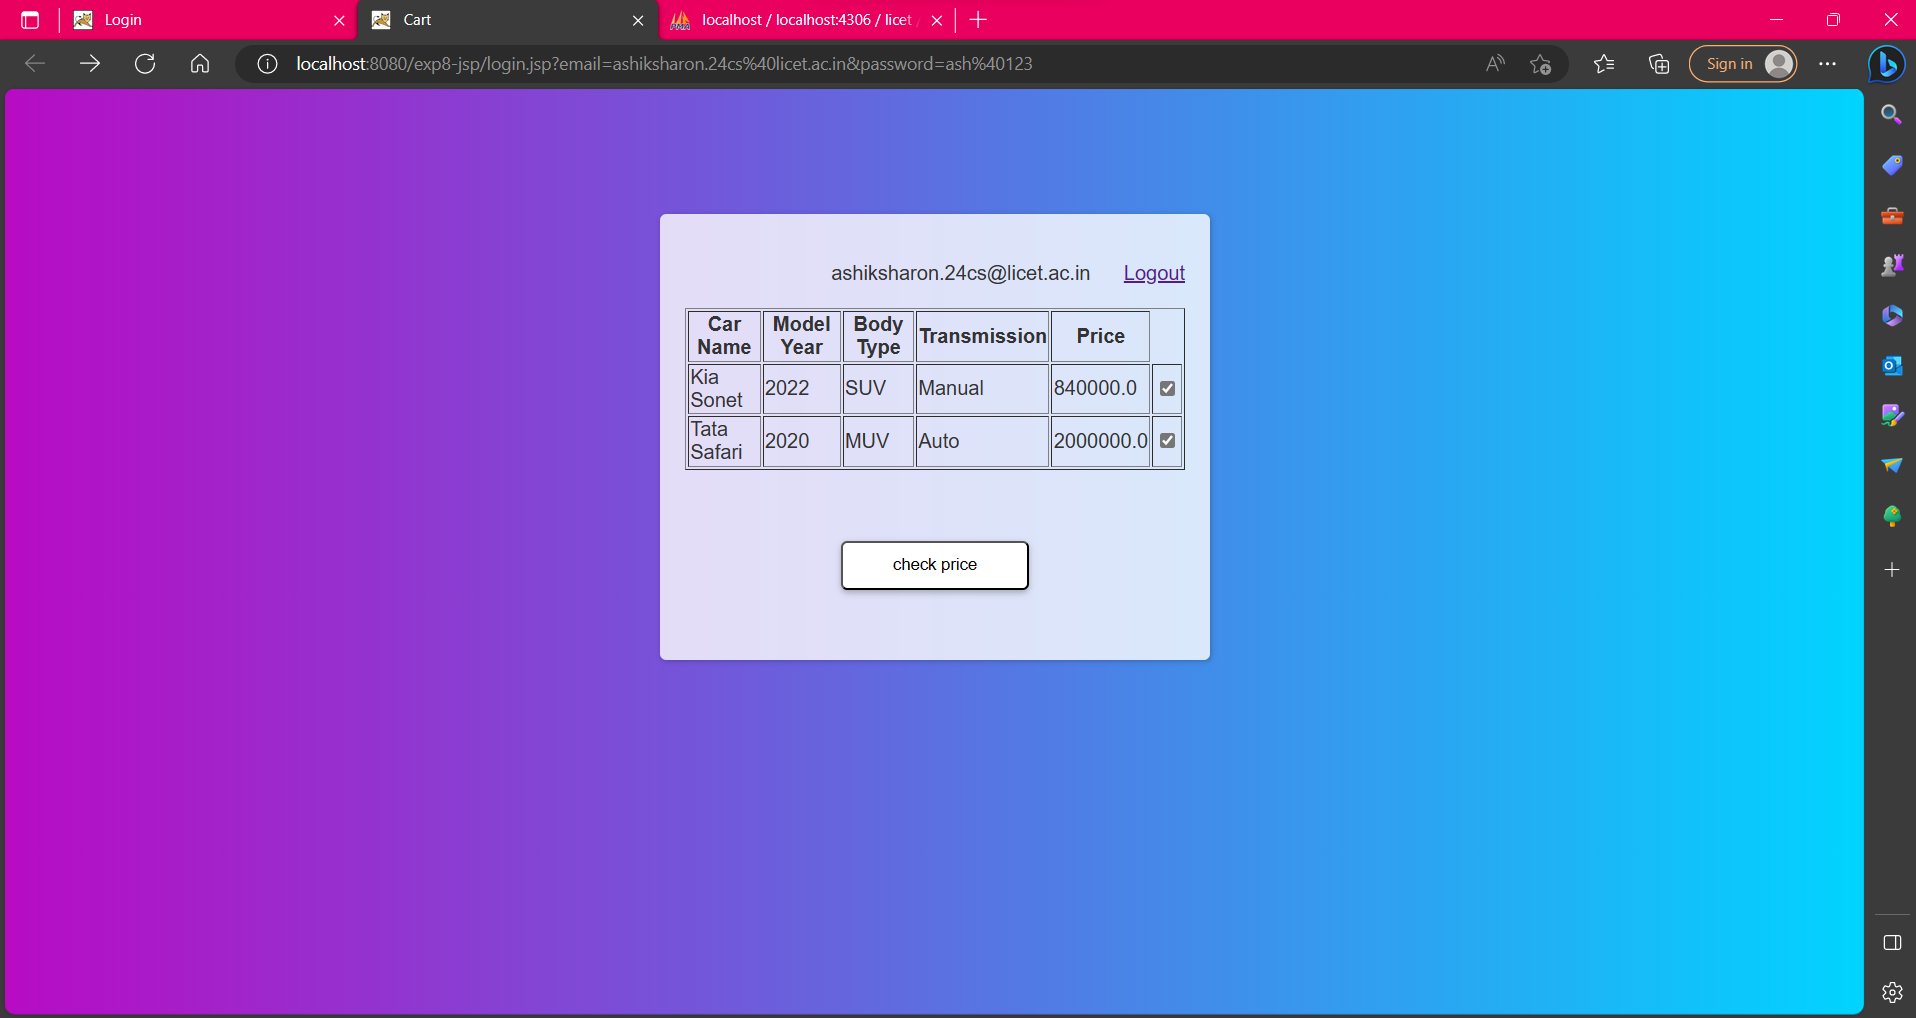 Login
Cart
localhost / localhost:4306 / licet
localhost:8080/exp8-jsp/login.jsp?email=ashiksharon.24cs%40licet.ac.in&password=ash%40123
Sign in
ashiksharon.24cs@licet.ac.in Logout
Car Name Model Year Body Type Transmission Price
Kia Sonet 2022 SUV Manual 840000.0
Tata Safari 2020 MUV Auto 2000000.0
check price